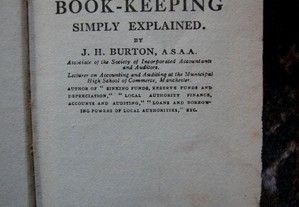 BOOK-KEEPING
SIMPLY EXPLAINED.
BY
J. H. BURTON, A.S.A.A.
Associate of the Society of Incorporated Accountants
and Auditors.
Lecturer on Accounting and Auditing at the Municipal
High School of Commerce, Manchester.
AUTHOR OF "SINKING FUNDS, RESERVE FUNDS AND
DEPRECIATION," "LOCAL AUTHORITY FINANCE,
ACCOUNTS AND AUDITING," "LOANS AND BORROW-
ING POWERS OF LOCAL AUTHORITIES," ETC.